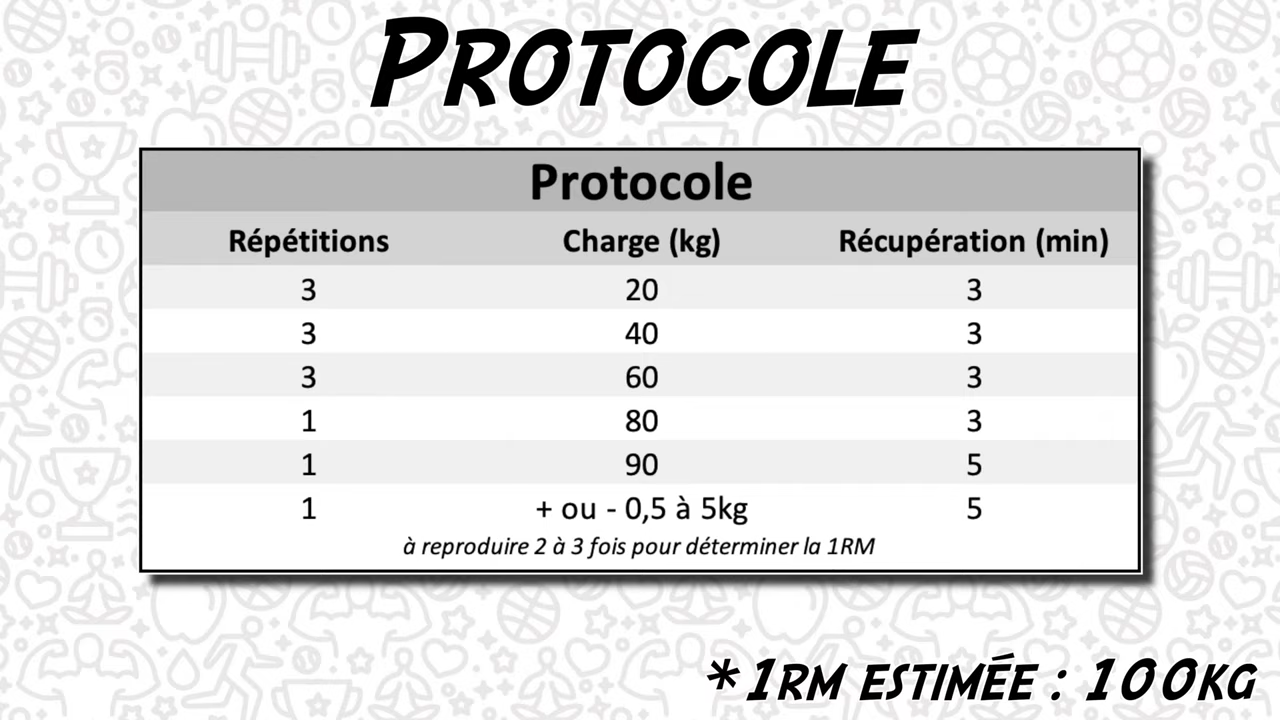 PROTOCOLE
Protocole
Répétitions Charge (kg) Récupération (min)
3 20 3
3 40 3
3 60 3
1 80 3
1 90 5
1 + ou - 0,5 à 5kg 5
à reproduire 2 à 3 fois pour déterminer la 1RM
*1RM ESTIMÉE : 100KG